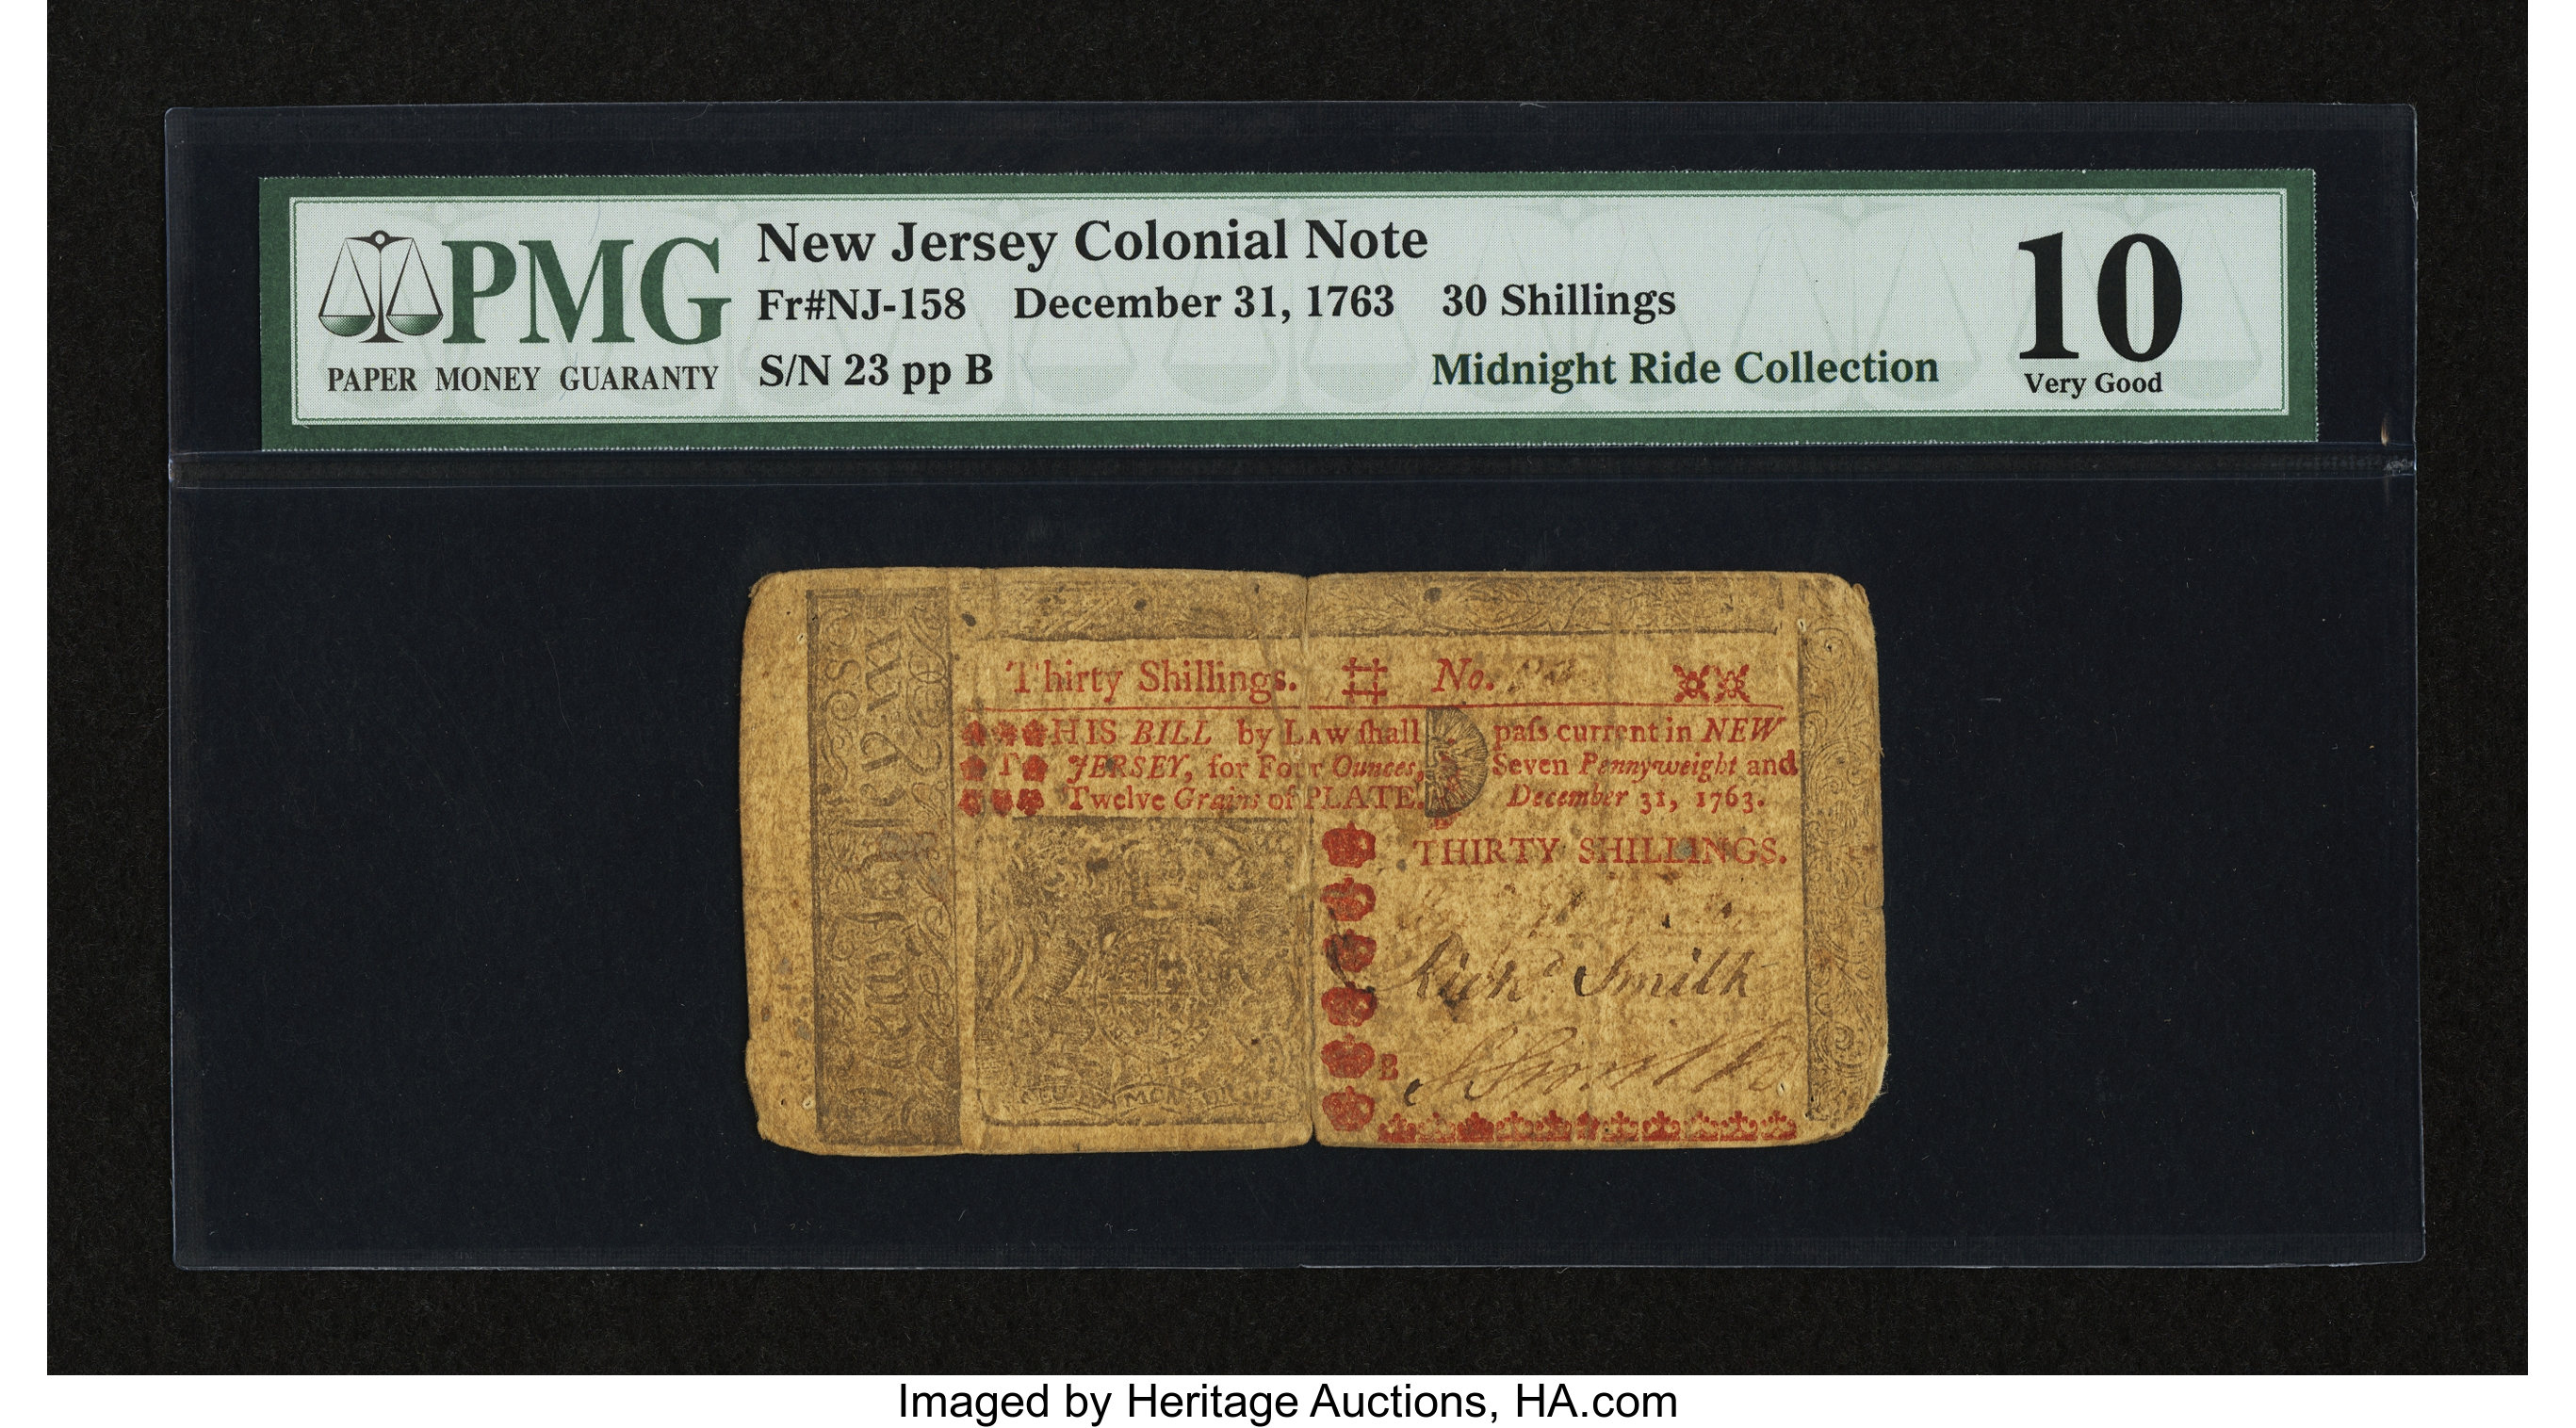 PMG
PAPER MONEY GUARANTY
New Jersey Colonial Note
Fr#NJ-158 December 31, 1763 30 Shillings
S/N 23 pp B
Midnight Ride Collection
10
Very Good
Thirty Shillings. No.
THIS BILL by LAW ſhall paſs current in NEW
JERSEY, for Four Ounces, Seven Pennyweight and
Twelve Grains of PLATE. December 31, 1763.
THIRTY SHILLINGS.
Richd Smith
B
Imaged by Heritage Auctions, HA.com